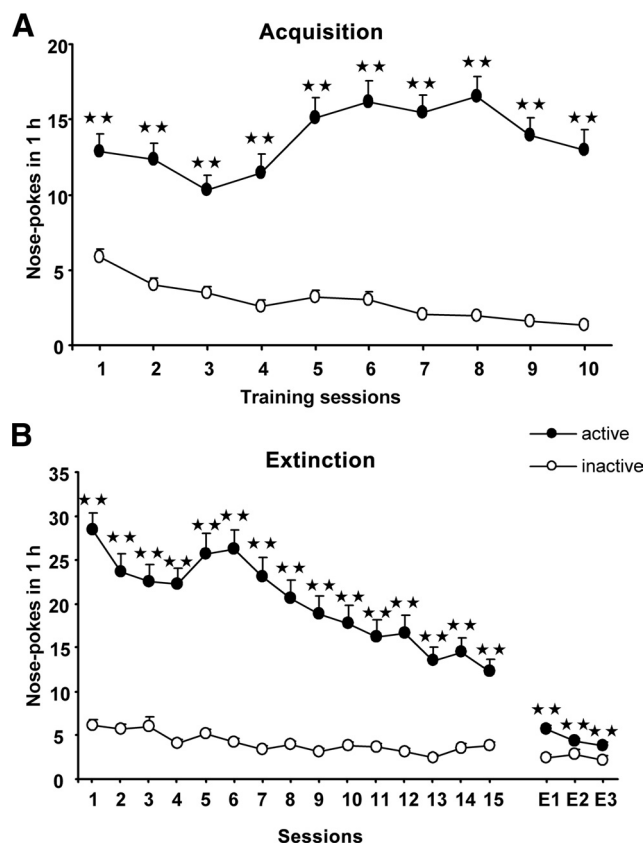 A
Acquisition
Nose-pokes in 1 h
20
15
10
5
0
★★ ★★ ★★ ★★ ★★ ★★ ★★ ★★ ★★ ★★
1 2 3 4 5 6 7 8 9 10
Training sessions
B
Extinction
active
inactive
Nose-pokes in 1 h
35
30
25
20
15
10
5
0
★★ ★★ ★★ ★★ ★★ ★★ ★★ ★★ ★★ ★★ ★★ ★★ ★★ ★★ ★★ ★★ ★★ ★★
1 2 3 4 5 6 7 8 9 10 11 12 13 14 15 E1 E2 E3
Sessions